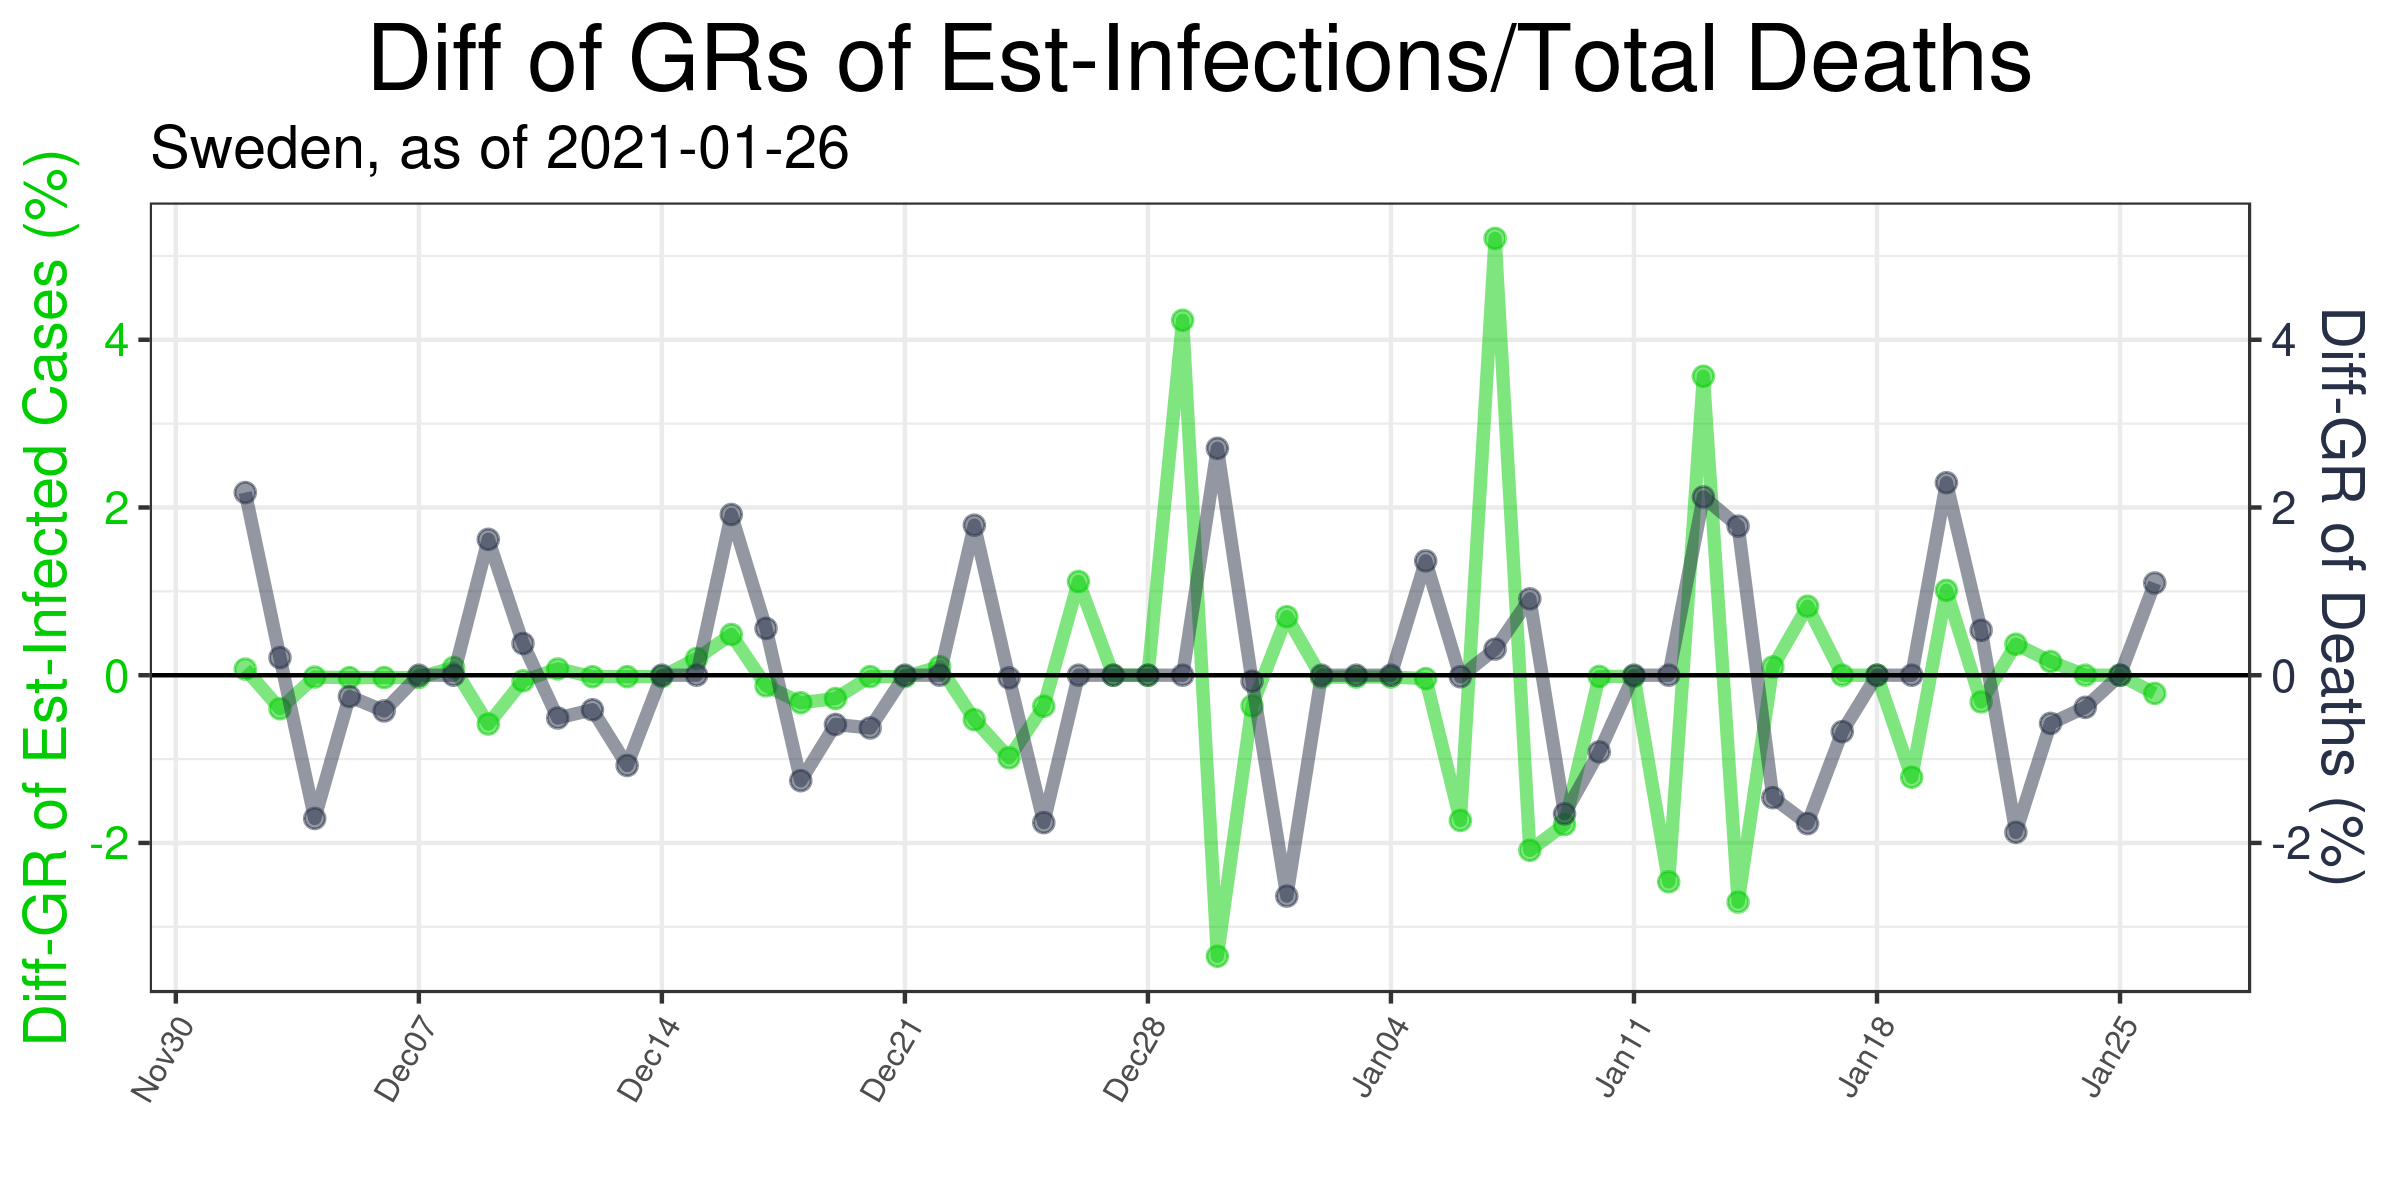 Diff of GRs of Est-Infections/Total Deaths
Sweden, as of 2021-01-26
Diff-GR of Est-Infected Cases (%)
4
2
0
-2
4
2
0
-2
Diff-GR of Deaths (%)
Nov30
Dec07
Dec14
Dec21
Dec28
Jan04
Jan11
Jan18
Jan25